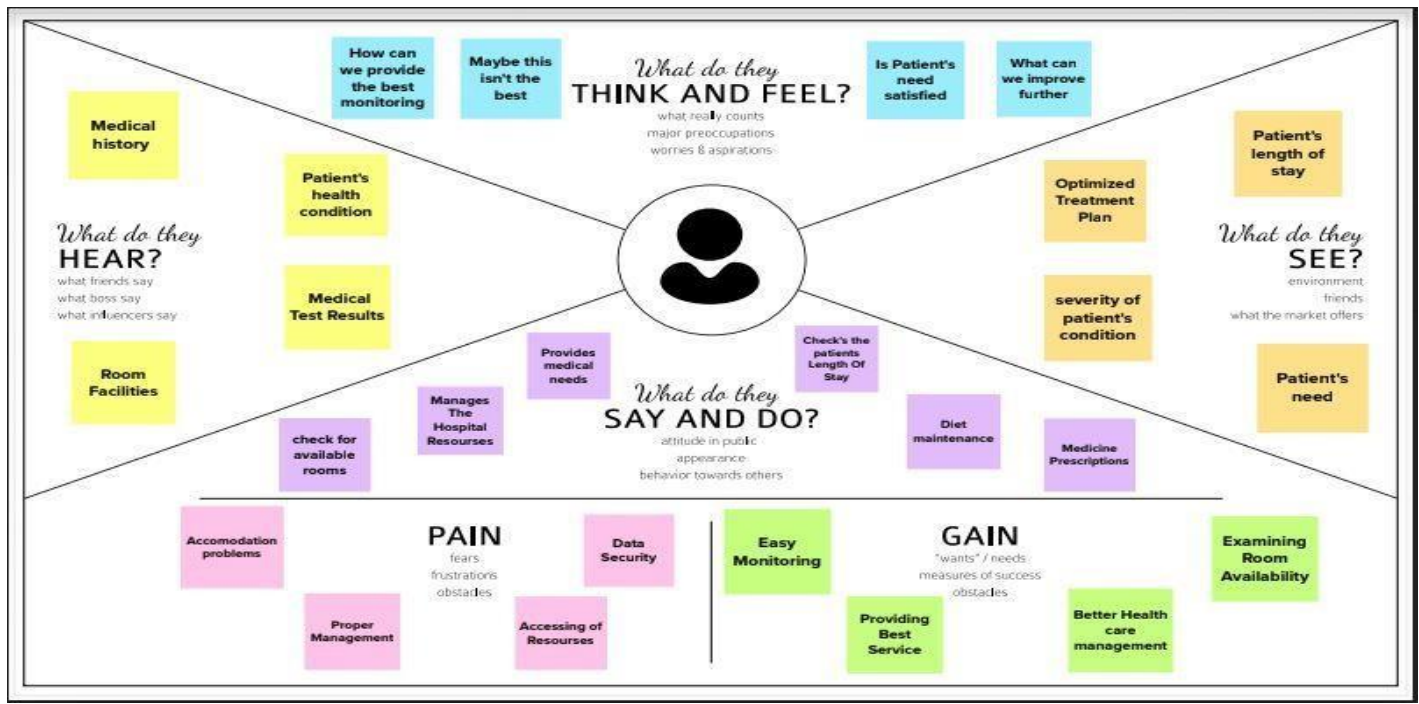 How can
we provide
the best
monitoring
Maybe this
isn't the
best
What do they
THINK AND FEEL?
what really counts
major preoccupations
worries & aspirations
Is Patient's
need
satisfied
What can
we improve
further
Medical
history
Patient's
health
condition
What do they
HEAR?
what friends say
what boss say
what influencers say
Medical
Test Results
Room
Facilities
Optimized
Treatment
Plan
Patient's
length of
stay
What do they
SEE?
environment
friends
what the market offers
severity of
patient's
condition
Patient's
need
check for
available
rooms
Manages
The
Hospital
Resourses
Provides
medical
needs
What do they
SAY AND DO?
attitude in public
appearance
behavior towards others
Check's the
patients
Length Of
Stay
Diet
maintenance
Medicine
Prescriptions
Accomodation
problems
PAIN
fears
frustrations
obstacles
Data
Security
Proper
Management
Accessing of
Resourses
Easy
Monitoring
GAIN
"wants" / needs
measures of success
obstacles
Examining
Room
Availability
Providing
Best
Service
Better Health
care
management